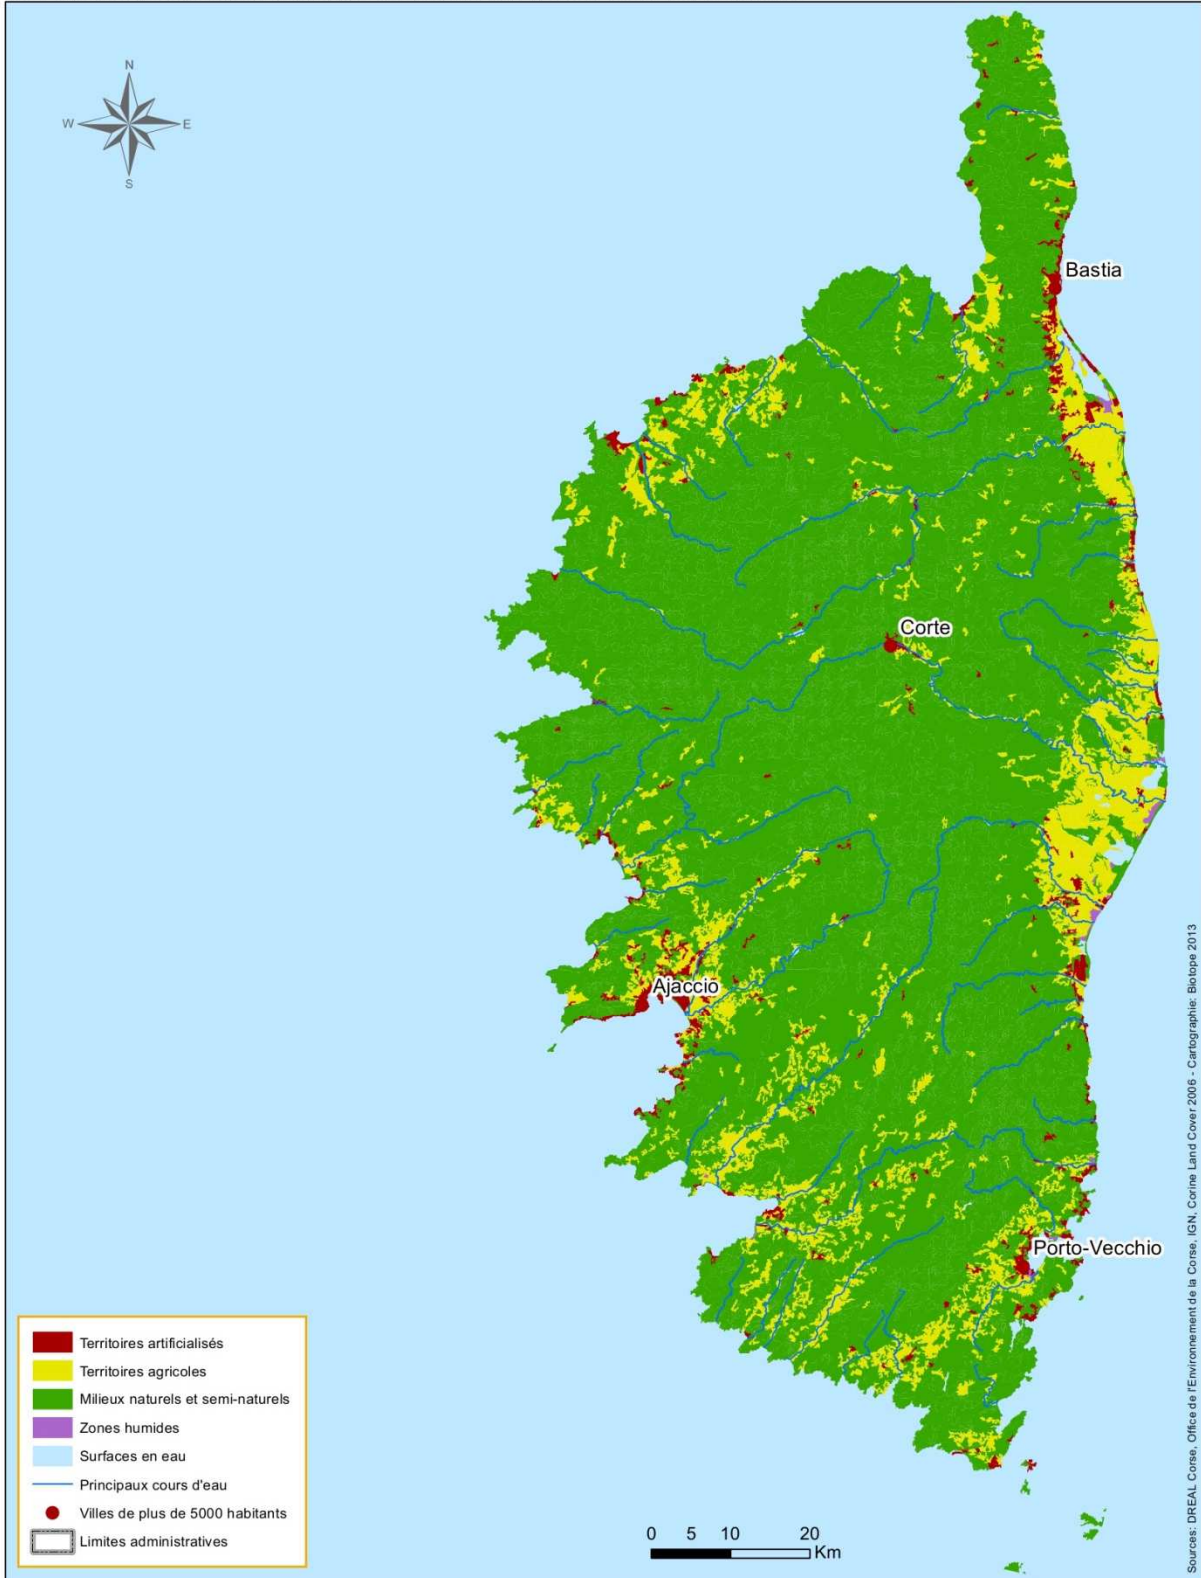 N
W E
S
Bastia
Corte
Ajaccio
Porto-Vecchio
Territoires artificialisés
Territoires agricoles
Milieux naturels et semi-naturels
Zones humides
Surfaces en eau
Principaux cours d'eau
Villes de plus de 5000 habitants
Limites administratives
0 5 10 20
Km
Sources: DREAL Corse, Office de l'Environnement de la Corse, IGN, Corine Land Cover 2006 - Cartographie: Biotope 2013